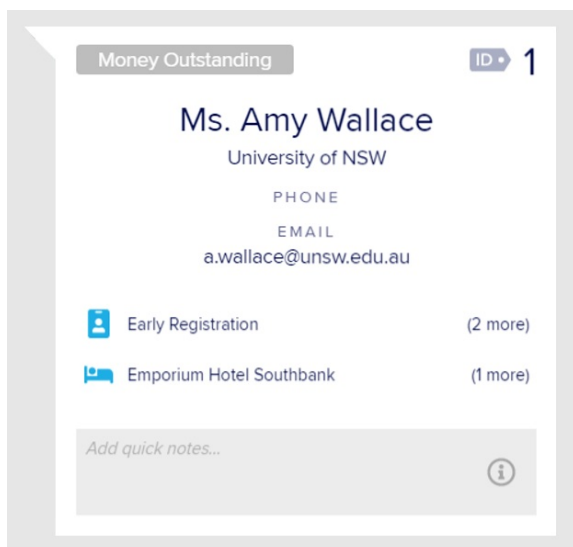 Money Outstanding
ID 1
Ms. Amy Wallace
University of NSW
PHONE
EMAIL
a.wallace@unsw.edu.au
Early Registration (2 more)
Emporium Hotel Southbank (1 more)
Add quick notes...